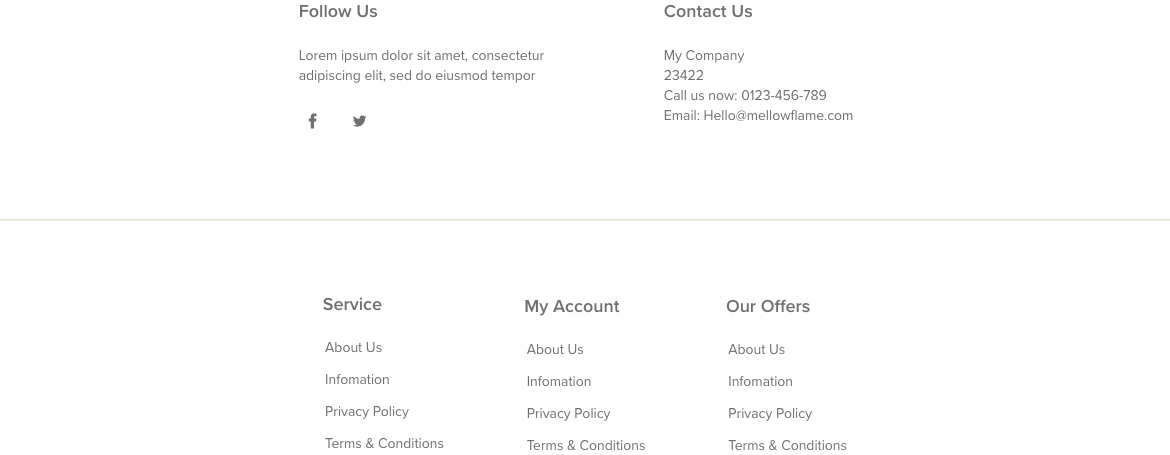 Follow Us
Lorem ipsum dolor sit amet, consectetur
adipiscing elit, sed do eiusmod tempor
Contact Us
My Company
23422
Call us now: 0123-456-789
Email: Hello@mellowflame.com
Service
About Us
Infomation
Privacy Policy
Terms & Conditions
My Account
About Us
Infomation
Privacy Policy
Terms & Conditions
Our Offers
About Us
Infomation
Privacy Policy
Terms & Conditions